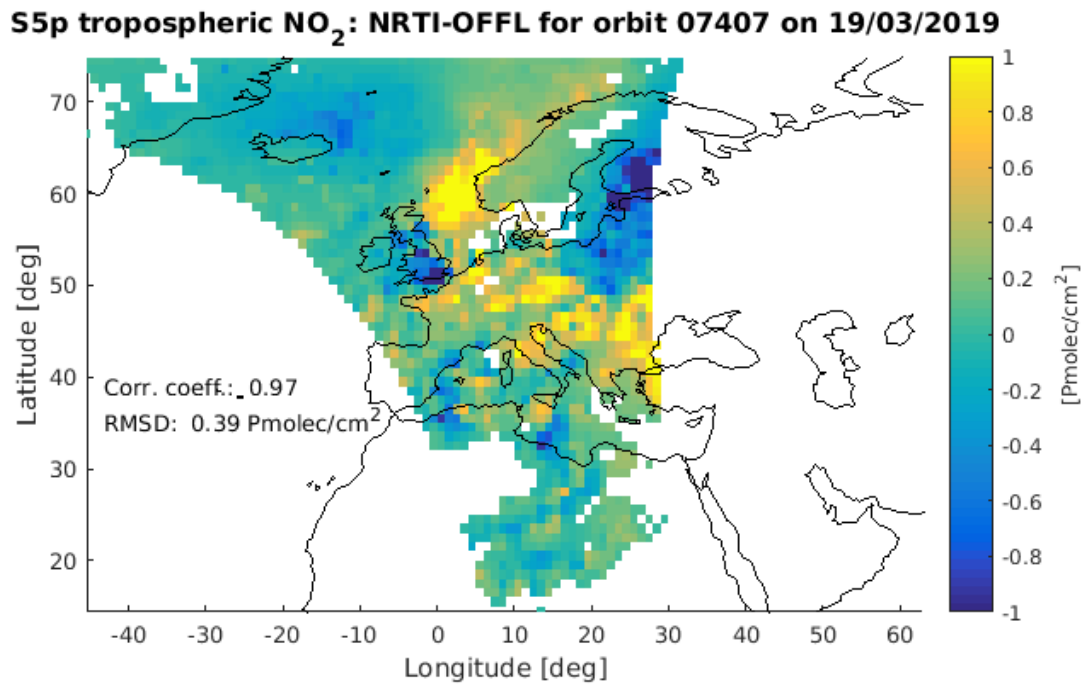 S5p tropospheric NO₂: NRTI-OFFL for orbit 07407 on 19/03/2019
70
60
50
40
30
20
Latitude [deg]
Corr. coeff.: 0.97
RMSD: 0.39 Pmolec/cm²
-40 -30 -20 -10 0 10 20 30 40 50 60
Longitude [deg]
1
0.8
0.6
0.4
0.2
0
-0.2
-0.4
-0.6
-0.8
-1
[Pmolec/cm²]